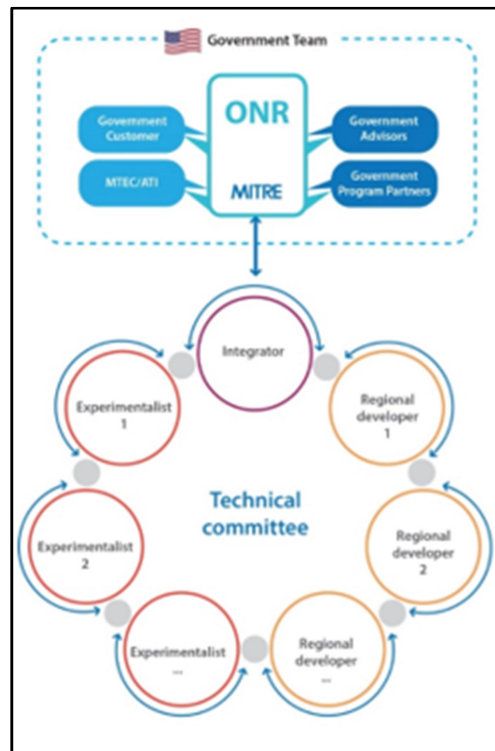 Government Team
Government
Customer
ONR
Government
Advisors
MTEC/ATI
MITRE
Government
Program Partners
Integrator
Experimentalist
1
Regional
developer
1
Technical
committee
Experimentalist
2
Regional
developer
2
Experimentalist
...
Regional
developer
...